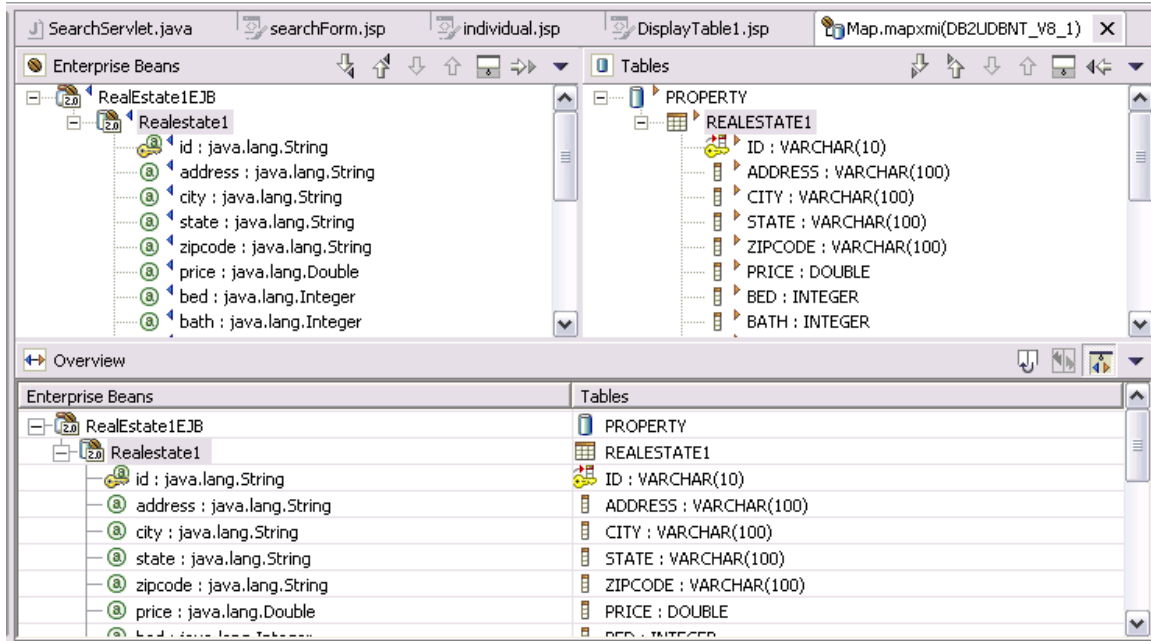 SearchServlet.java searchForm.jsp individual.jsp DisplayTable1.jsp Map.mapxmi(DB2UDBNT_V8_1)
Enterprise Beans
RealEstate1EJB
Realestate1
id : java.lang.String
address : java.lang.String
city : java.lang.String
state : java.lang.String
zipcode : java.lang.String
price : java.lang.Double
bed : java.lang.Integer
bath : java.lang.Integer
Tables
PROPERTY
REALESTATE1
ID : VARCHAR(10)
ADDRESS : VARCHAR(100)
CITY : VARCHAR(100)
STATE : VARCHAR(100)
ZIPCODE : VARCHAR(100)
PRICE : DOUBLE
BED : INTEGER
BATH : INTEGER
Overview
Enterprise Beans Tables
RealEstate1EJB PROPERTY
Realestate1 REALESTATE1
id : java.lang.String ID : VARCHAR(10)
address : java.lang.String ADDRESS : VARCHAR(100)
city : java.lang.String CITY : VARCHAR(100)
state : java.lang.String STATE : VARCHAR(100)
zipcode : java.lang.String ZIPCODE : VARCHAR(100)
price : java.lang.Double PRICE : DOUBLE
bed : java.lang.Integer BED : INTEGER